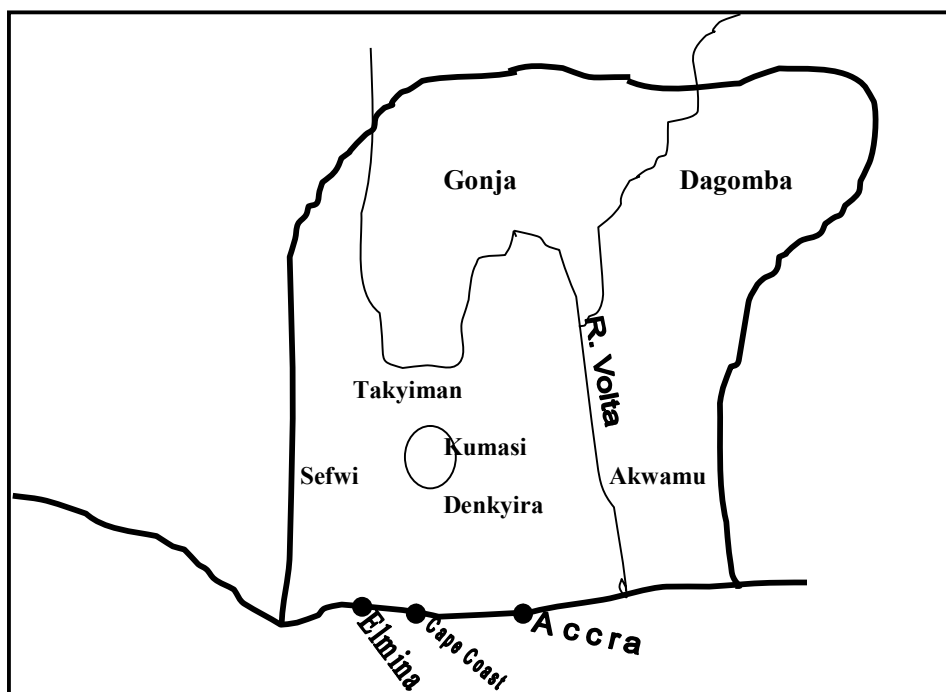 Gonja
Dagomba
R. Volta
Takyiman
Kumasi
Sefwi
Akwamu
Denkyira
Elmina
Cape Coast
Accra